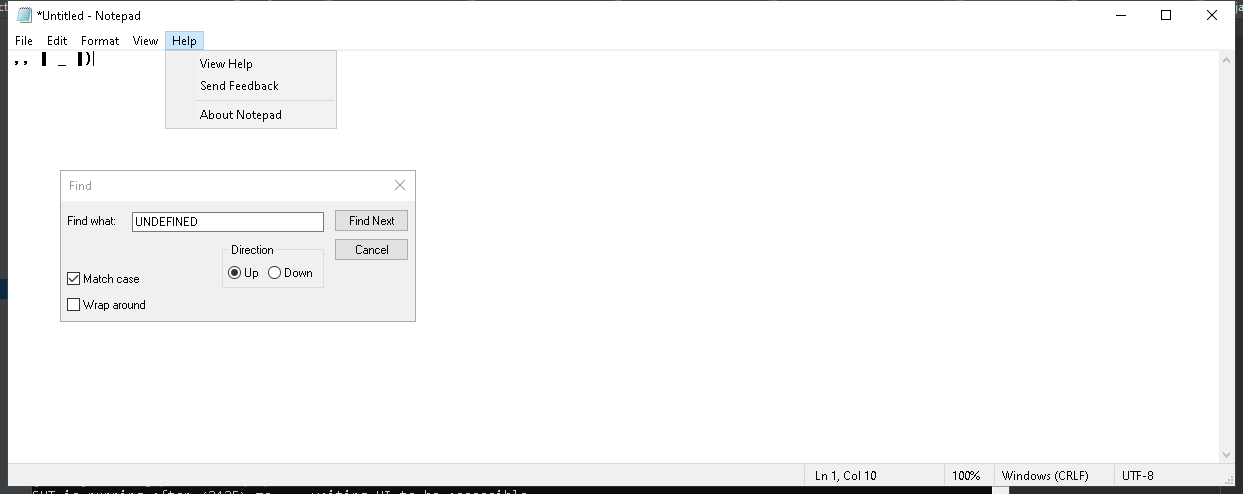 *Untitled - Notepad
File Edit Format View Help
,, ▌ _ ▌)
View Help
Send Feedback
About Notepad
Find
Find what: UNDEFINED Find Next
Direction Cancel
Up Down
Match case
Wrap around
Ln 1, Col 10 100% Windows (CRLF) UTF-8